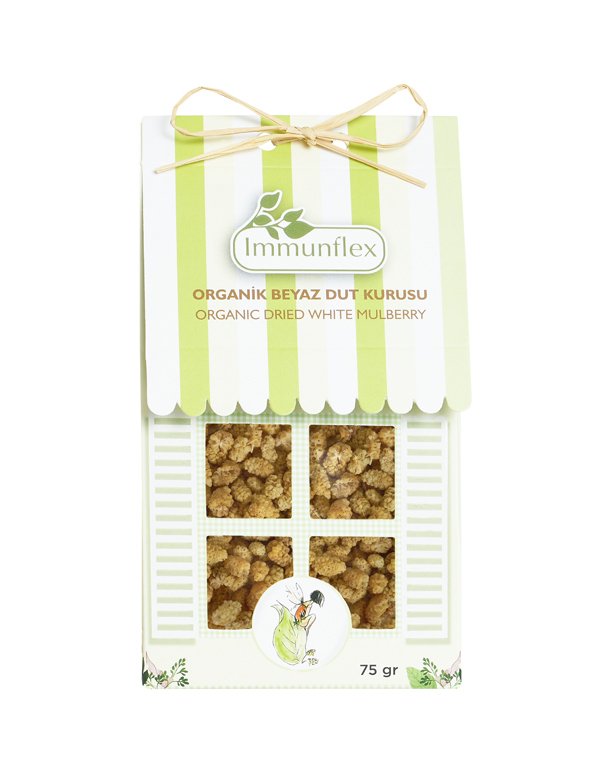 Immunflex
ORGANİK BEYAZ DUT KURUSU
ORGANIC DRIED WHITE MULBERRY
75 gr